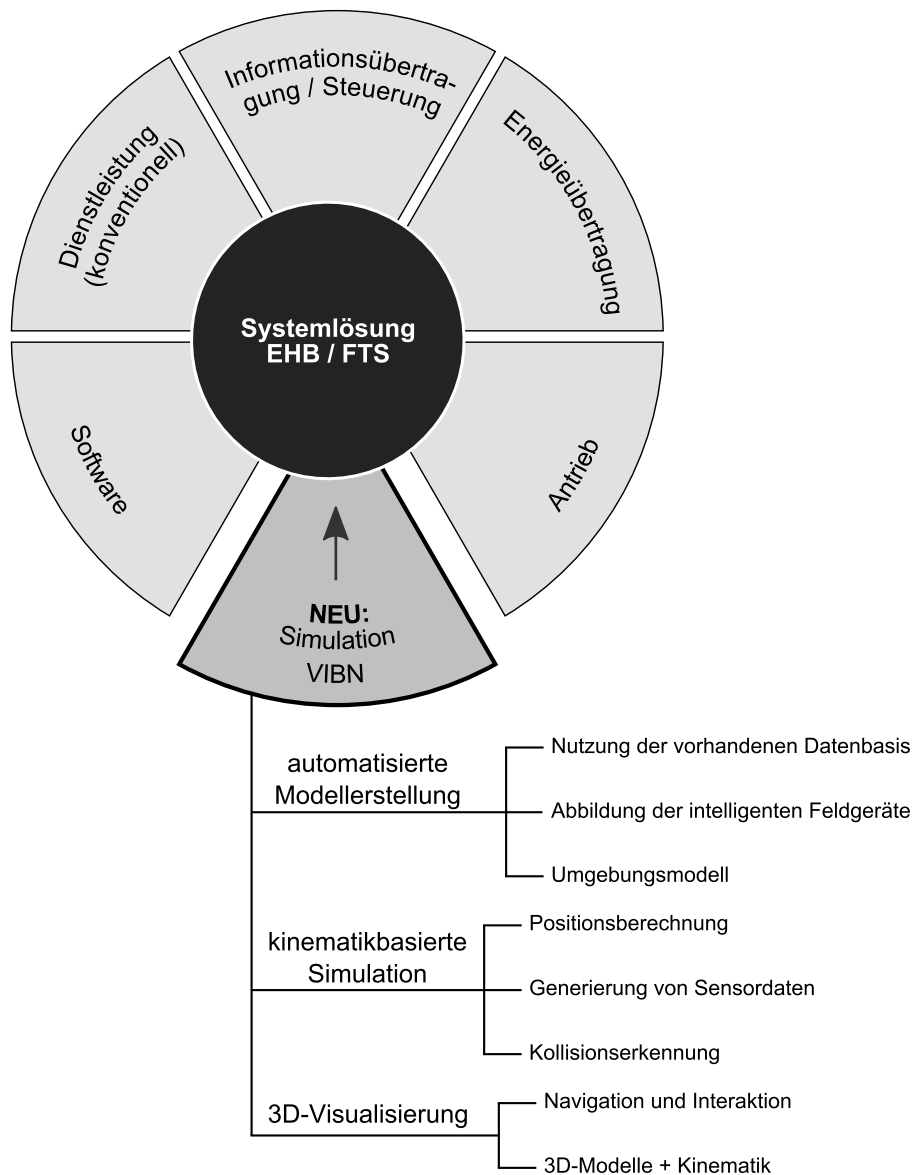 Informationsübertra-
gung / Steuerung
Energieübertragung
Dienstleistung
(konventionell)
Systemlösung
EHB / FTS
Software
Antrieb
NEU:
Simulation
VIBN
automatisierte
Modellerstellung
Nutzung der vorhandenen Datenbasis
Abbildung der intelligenten Feldgeräte
Umgebungsmodell
kinematikbasierte
Simulation
Positionsberechnung
Generierung von Sensordaten
Kollisionserkennung
3D-Visualisierung
Navigation und Interaktion
3D-Modelle + Kinematik